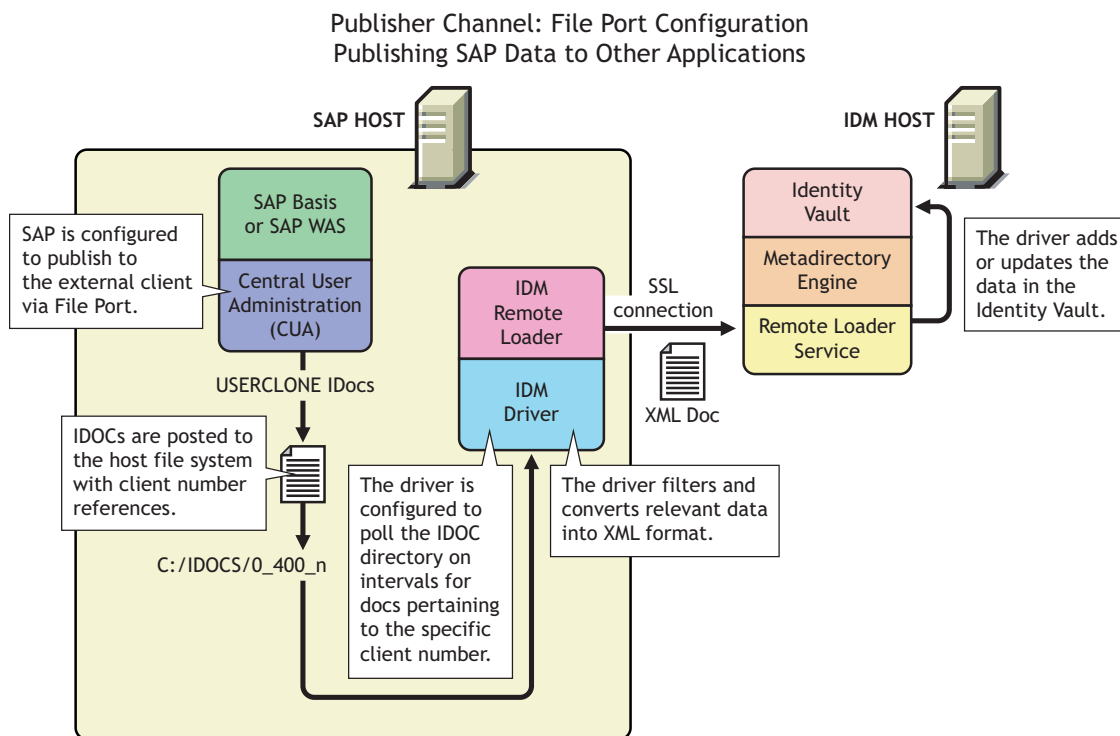 Publisher Channel: File Port Configuration
Publishing SAP Data to Other Applications
SAP HOST
IDM HOST
SAP Basis
or SAP WAS
Central User
Administration
(CUA)
SAP is configured
to publish to
the external client
via File Port.
USERCLONE IDocs
IDOCs are posted to
the host file system
with client number
references.
C:/IDOCS/0_400_n
IDM
Remote
Loader
IDM
Driver
The driver is
configured to
poll the IDOC
directory on
intervals for
docs pertaining
to the specific
client number.
The driver filters and
converts relevant data
into XML format.
SSL
connection
XML Doc
Identity
Vault
Metadirectory
Engine
Remote Loader
Service
The driver adds
or updates the
data in the
Identity Vault.